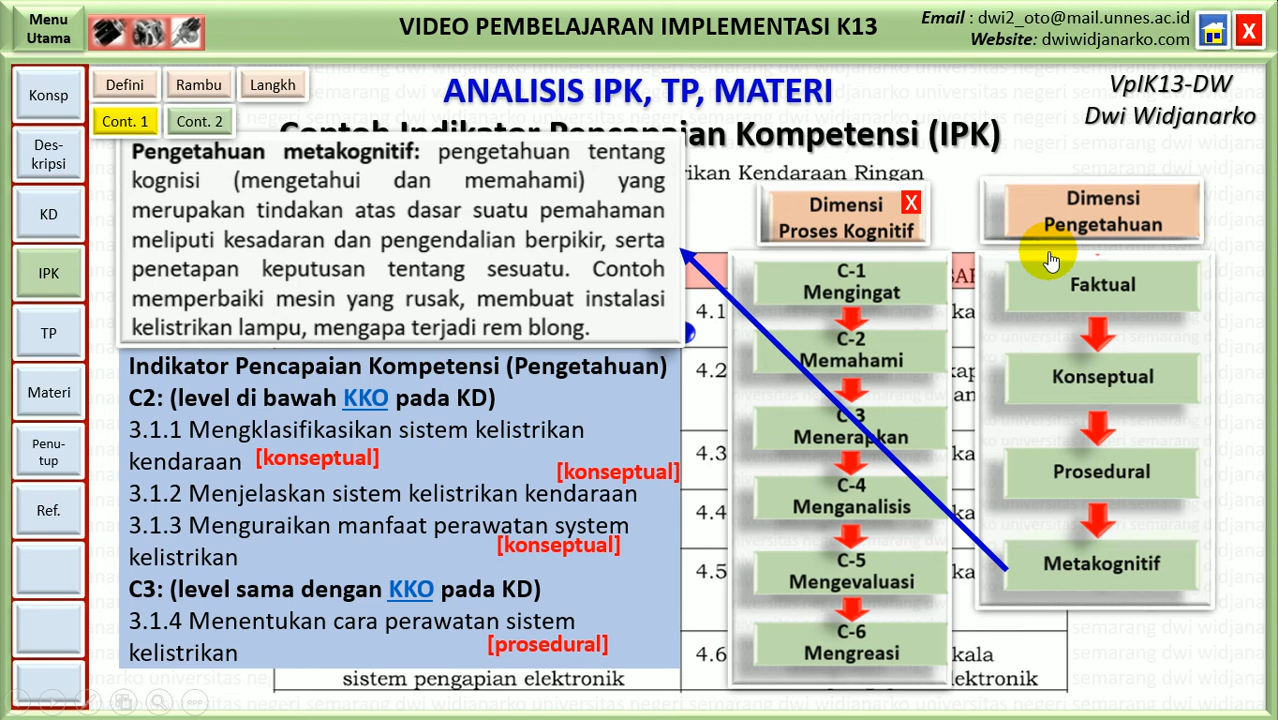 Menu
Utama
VIDEO PEMBELAJARAN IMPLEMENTASI K13
Email : dwi2_oto@mail.unnes.ac.id
Website: dwiwidjanarko.com
X
Konsp
Des-
kripsi
KD
IPK
TP
Materi
Penu-
tup
Ref.
Defini
Rambu
Langkh
Cont. 1
Cont. 2
ANALISIS IPK, TP, MATERI
VpIK13-DW
Dwi Widjanarko
Contoh Indikator Pencapaian Kompetensi (IPK)
rikan Kendaraan Ringan
Pengetahuan metakognitif: pengetahuan tentang
kognisi (mengetahui dan memahami) yang
merupakan tindakan atas dasar suatu pemahaman
meliputi kesadaran dan pengendalian berpikir, serta
penetapan keputusan tentang sesuatu. Contoh
memperbaiki mesin yang rusak, membuat instalasi
kelistrikan lampu, mengapa terjadi rem blong.
Indikator Pencapaian Kompetensi (Pengetahuan)
C2: (level di bawah KKO pada KD)
3.1.1 Mengklasifikasikan sistem kelistrikan
kendaraan [konseptual]
[konseptual]
3.1.2 Menjelaskan sistem kelistrikan kendaraan
3.1.3 Menguraikan manfaat perawatan system
kelistrikan [konseptual]
C3: (level sama dengan KKO pada KD)
3.1.4 Menentukan cara perawatan sistem
kelistrikan [prosedural]
sistem pengapian elektronik
4.1
4.2
4.3
4.4
4.5
4.6
Dimensi X
Proses Kognitif
C-1
Mengingat
C-2
Memahami
C-3
Menerapkan
C-4
Menganalisis
C-5
Mengevaluasi
C-6
Mengreasi
kala
elektronik
Dimensi
Pengetahuan
Faktual
Konseptual
Prosedural
Metakognitif